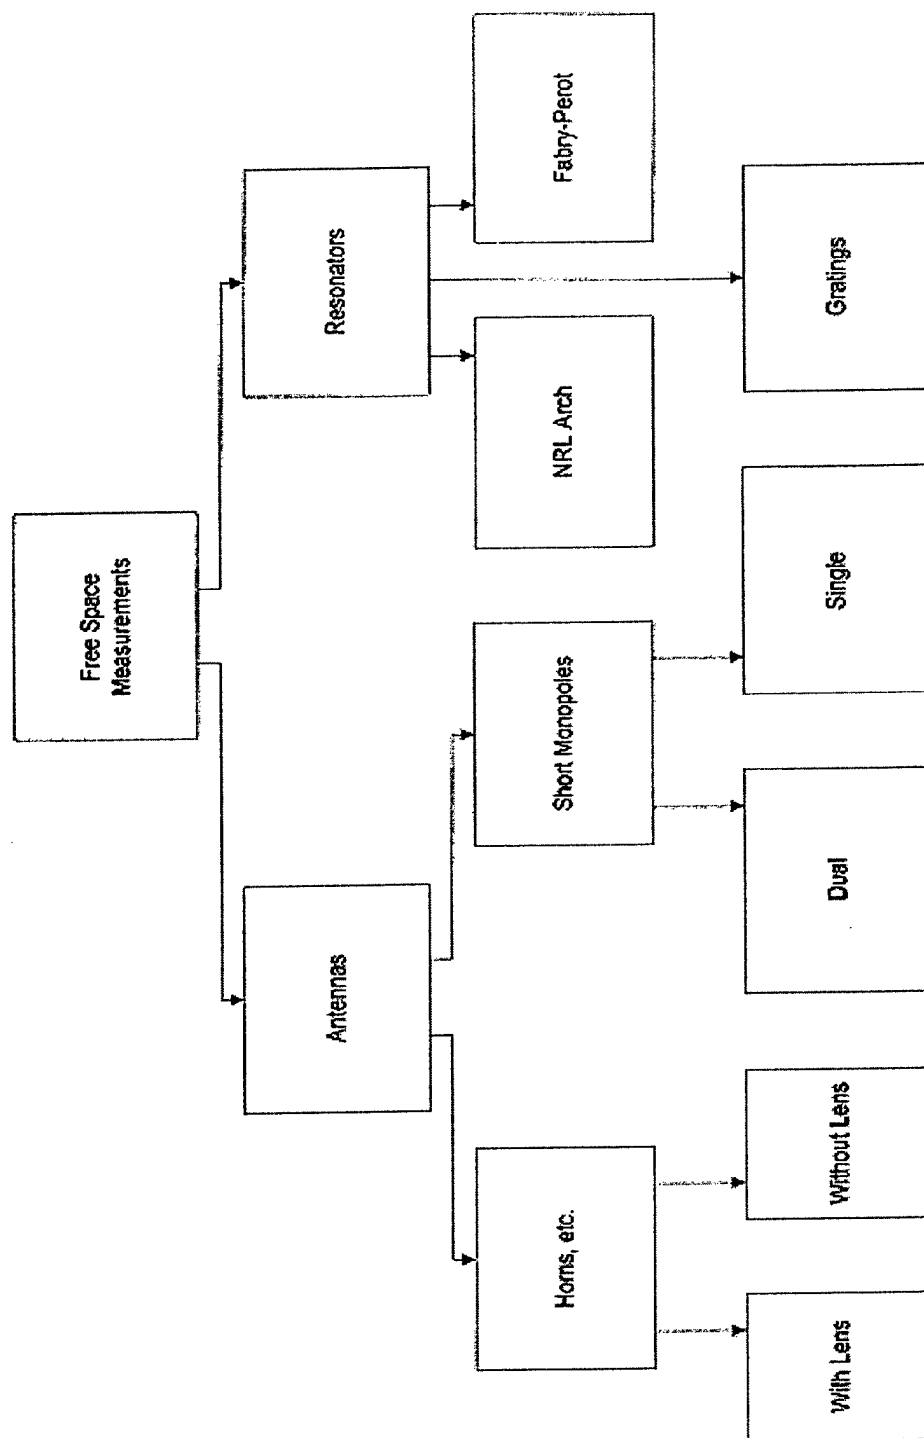 Free Space
Measurements
Antennas
Resonators
Horns, etc.
Short Monopoles
NRL Arch
Fabry-Perot
With Lens
Without Lens
Dual
Single
Gratings